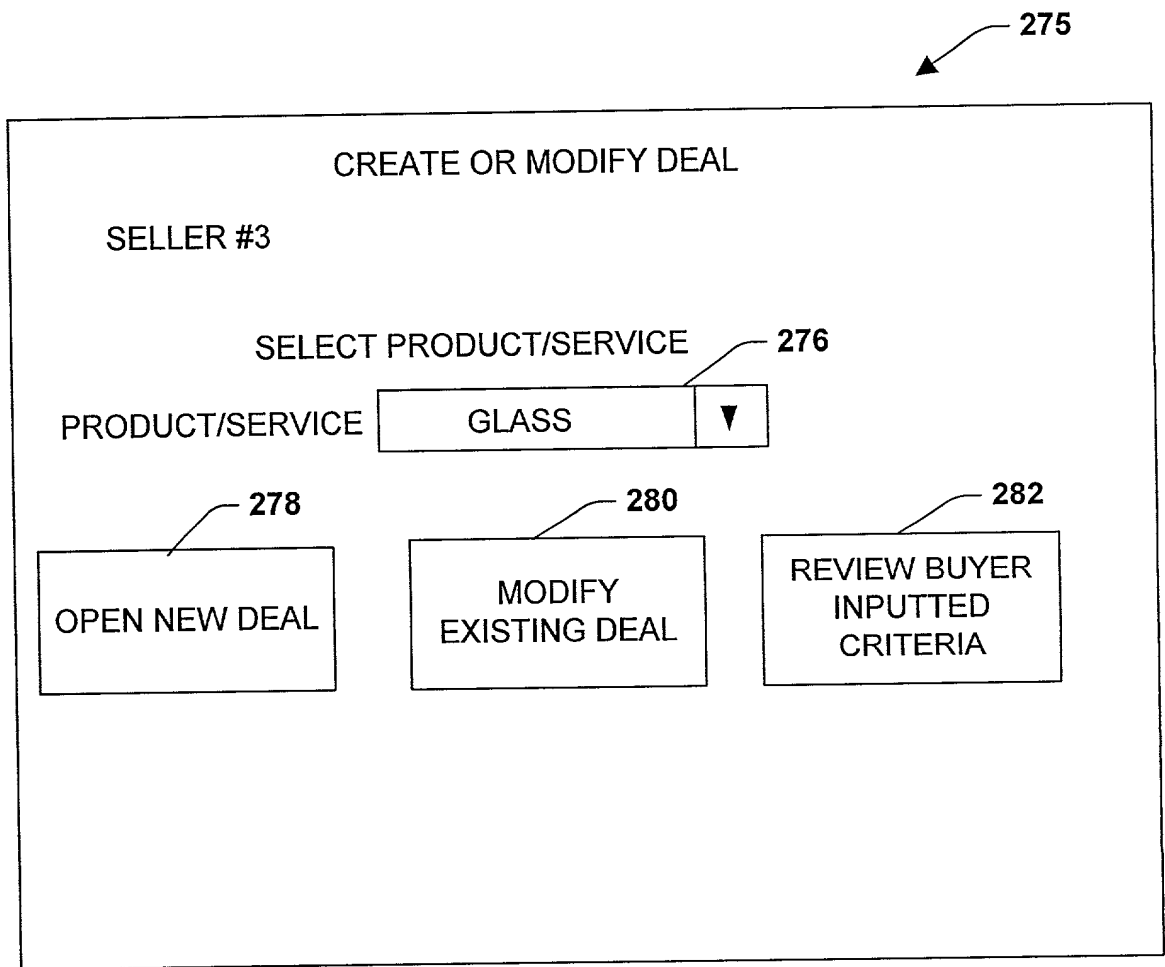 275
CREATE OR MODIFY DEAL
SELLER #3
SELECT PRODUCT/SERVICE
276
PRODUCT/SERVICE GLASS
278
280
282
OPEN NEW DEAL
MODIFY
EXISTING DEAL
REVIEW BUYER
INPUTTED
CRITERIA